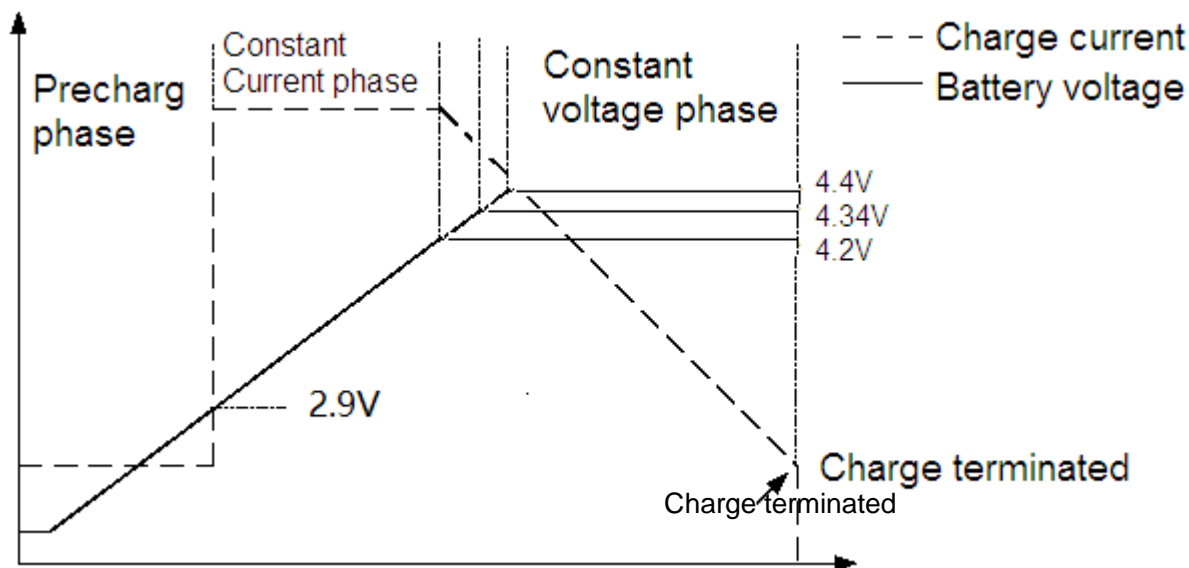 Precharg
phase
Constant
Current phase
Constant
voltage phase
Charge current
Battery voltage
4.4V
4.34V
4.2V
2.9V
Charge terminated
Charge terminated